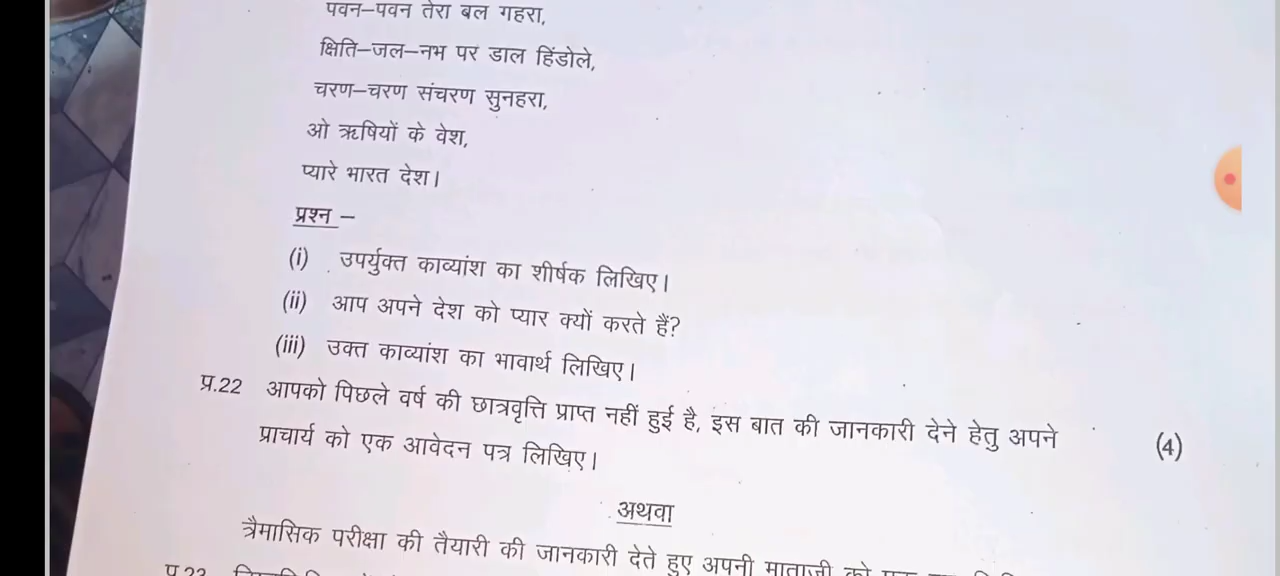 पवन–पवन तेरा बल गहरा,
क्षिति–जल–नभ पर डाल हिंडोले,
चरण–चरण संचरण सुनहरा,
ओ ऋषियों के वेश,
प्यारे भारत देश।
प्रश्न –
(i) उपर्युक्त काव्यांश का शीर्षक लिखिए।
(ii) आप अपने देश को प्यार क्यों करते हैं?
(iii) उक्त काव्यांश का भावार्थ लिखिए।
प्र.22 आपको पिछले वर्ष की छात्रवृत्ति प्राप्त नहीं हुई है, इस बात की जानकारी देने हेतु अपने (4)
प्राचार्य को एक आवेदन पत्र लिखिए।
अथवा
त्रैमासिक परीक्षा की तैयारी की जानकारी देते हुए अपनी माताजी को